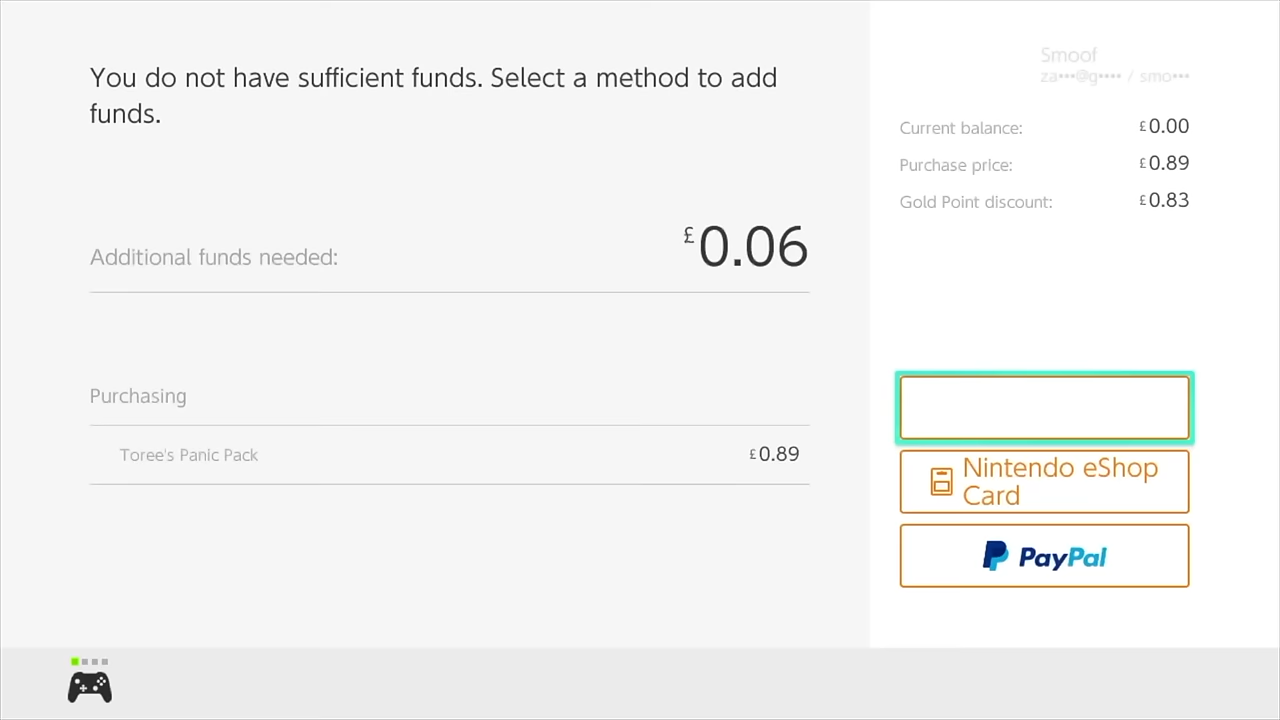 You do not have sufficient funds. Select a method to add
funds.
Additional funds needed:
£0.06
Purchasing
Toree's Panic Pack
£0.89
Smoof
za•••@g•••• / smo•••
Current balance:
£0.00
Purchase price:
£0.89
Gold Point discount:
£0.83
Nintendo eShop
Card
PayPal